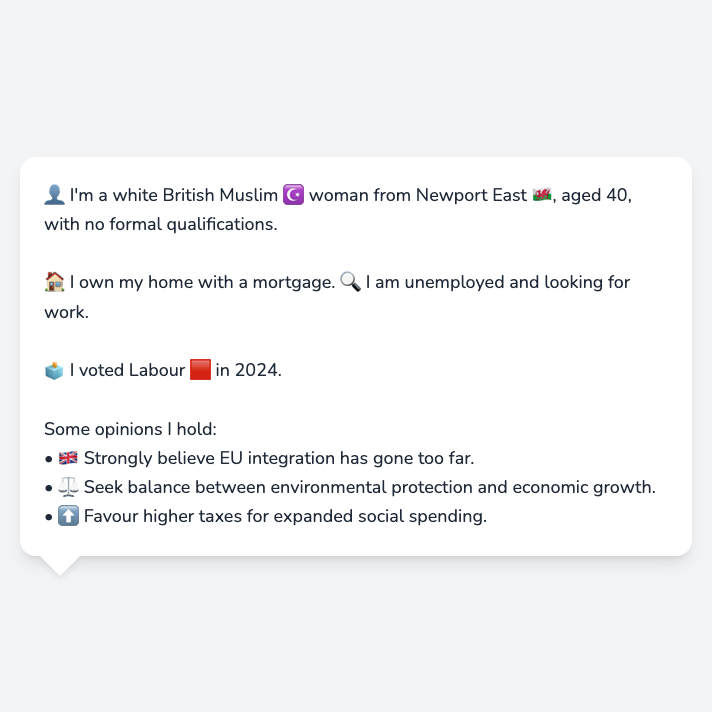 👤 I'm a white British Muslim ☪️ woman from Newport East 🏴󠁧󠁢󠁷󠁬󠁳󠁿, aged 40,
with no formal qualifications.
🏠 I own my home with a mortgage. 🔍 I am unemployed and looking for
work.
🗳️ I voted Labour 🟥 in 2024.
Some opinions I hold:
• 🇬🇧 Strongly believe EU integration has gone too far.
• ⚖️ Seek balance between environmental protection and economic growth.
• ⬆️ Favour higher taxes for expanded social spending.